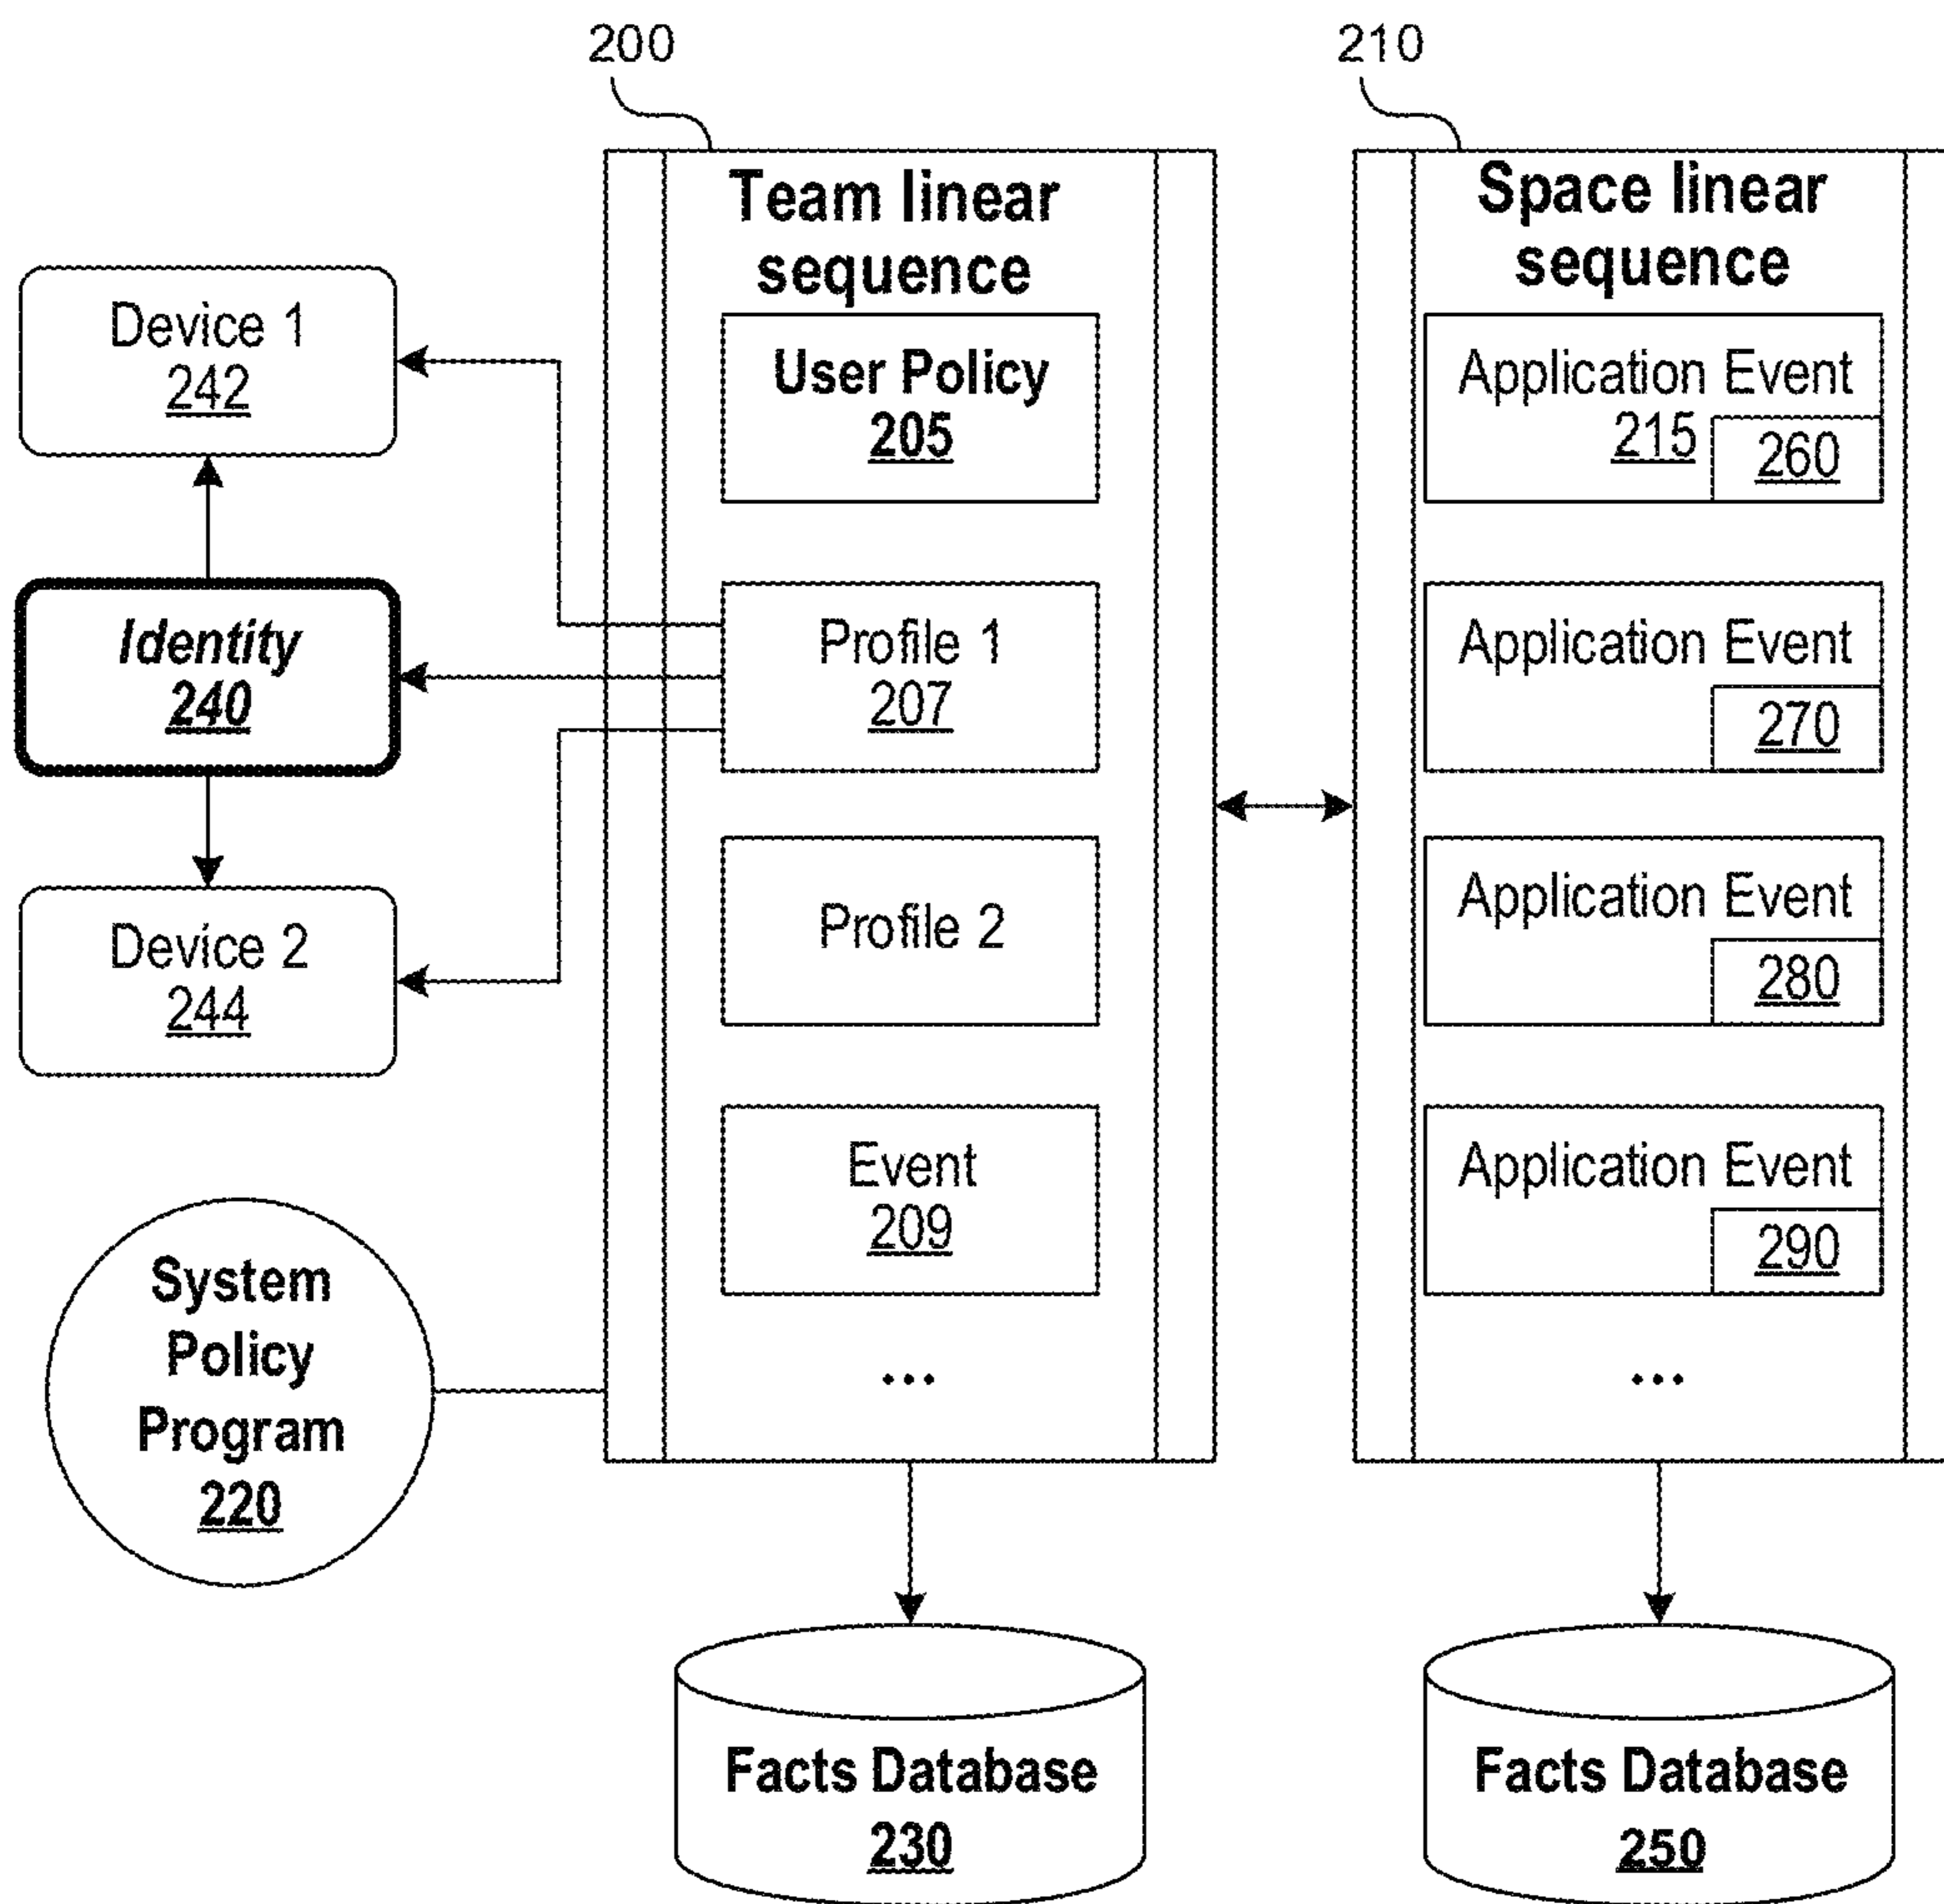 200
210
Team linear
sequence
Space linear
sequence
Device 1
242
User Policy
205
Application Event
215
260
Identity
240
Profile 1
207
Application Event
270
Device 2
244
Profile 2
Application Event
280
Event
209
Application Event
290
System
Policy
Program
220
...
...
Facts Database
230
Facts Database
250